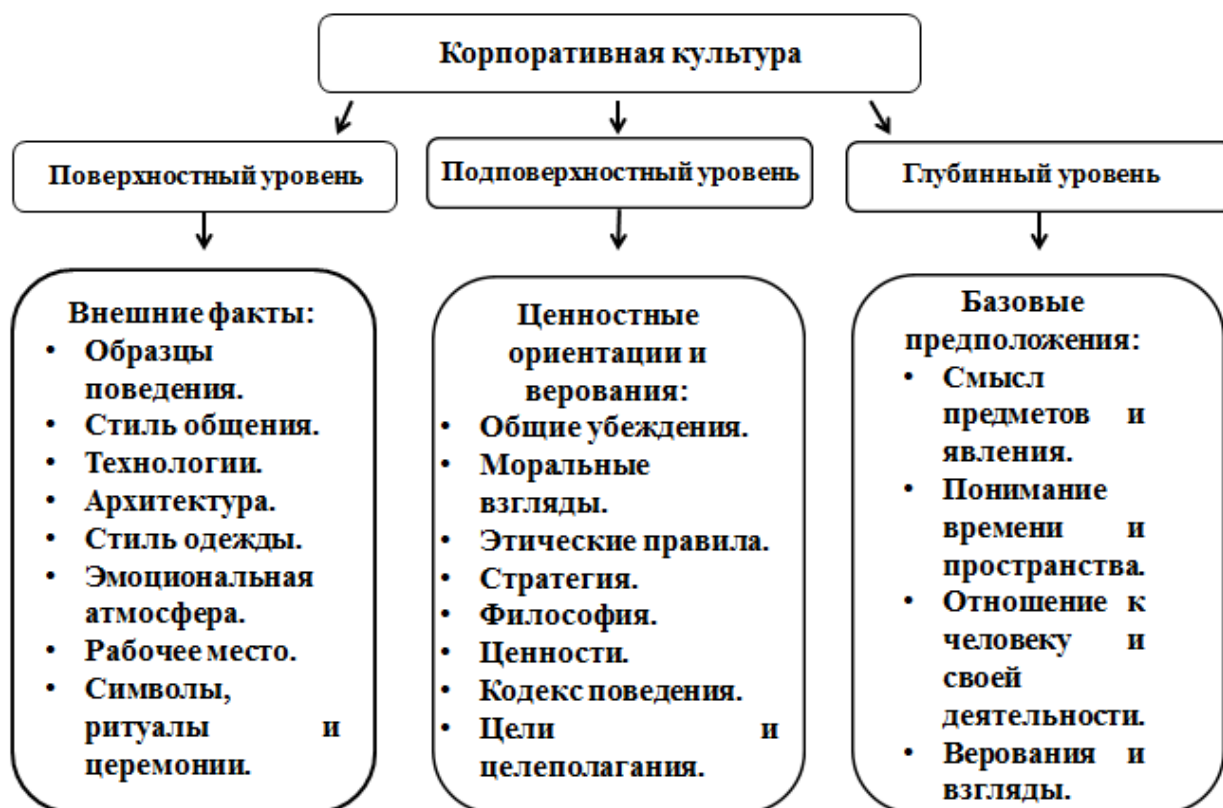 Корпоративная культура
Поверхностный уровень
Подповерхностный уровень
Глубинный уровень
Внешние факты:
• Образцы
поведения.
• Стиль общения.
• Технологии.
• Архитектура.
• Стиль одежды.
• Эмоциональная
атмосфера.
• Рабочее место.
• Символы,
ритуалы и
церемонии.
Ценностные
ориентации и
верования:
• Общие убеждения.
• Моральные
взгляды.
• Этические правила.
• Стратегия.
• Философия.
• Ценности.
• Кодекс поведения.
• Цели и
целеполагания.
Базовые
предположения:
• Смысл
предметов и
явления.
• Понимание
времени и
пространства.
• Отношение к
человеку и
своей
деятельности.
• Верования и
взгляды.